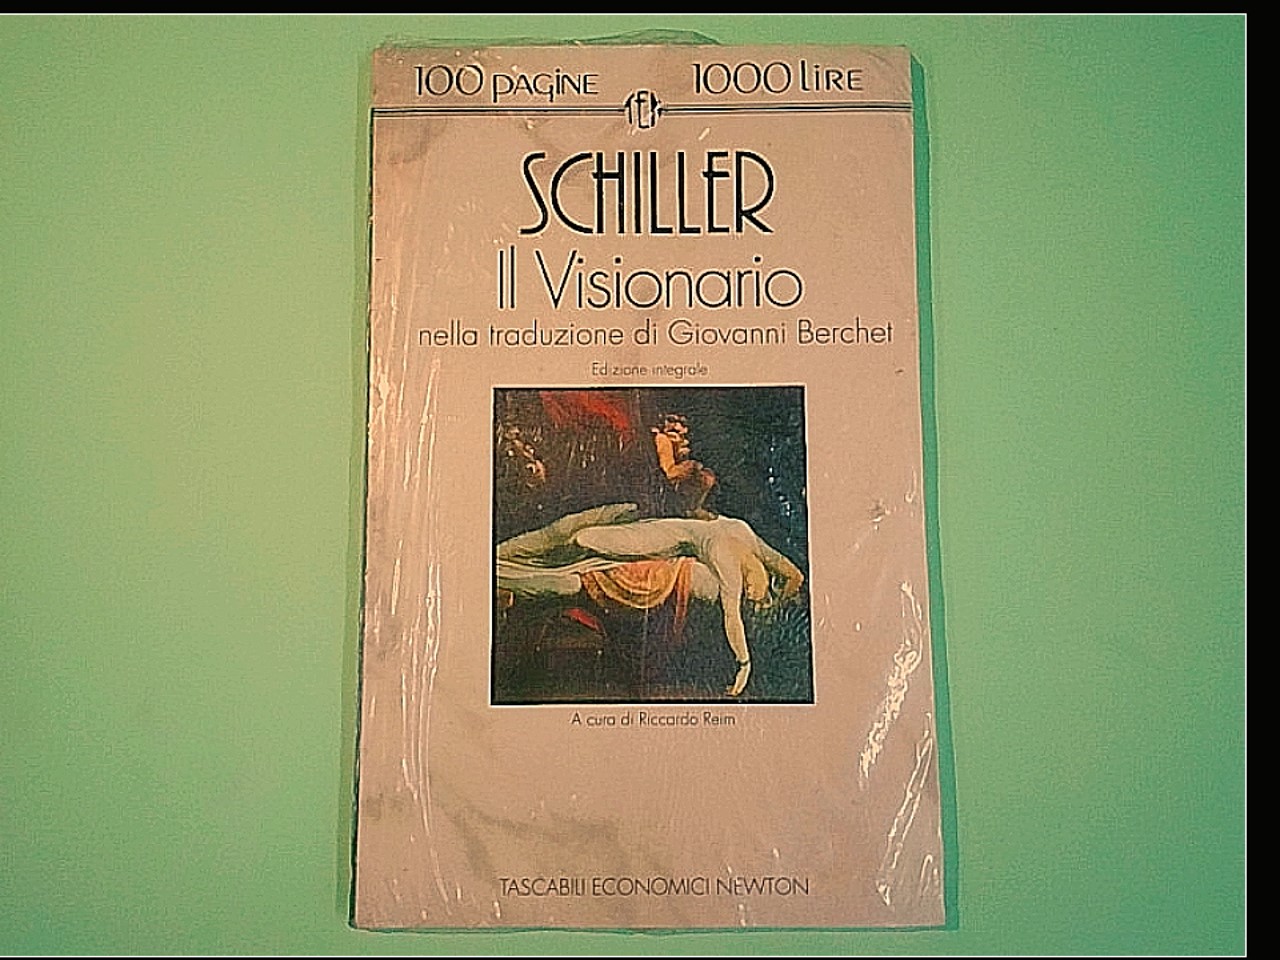 100 pagine 1000 lire
TEN
SCHILLER
Il Visionario
nella traduzione di Giovanni Berchet
Edizione integrale
A cura di Riccardo Reim
TASCABILI ECONOMICI NEWTON